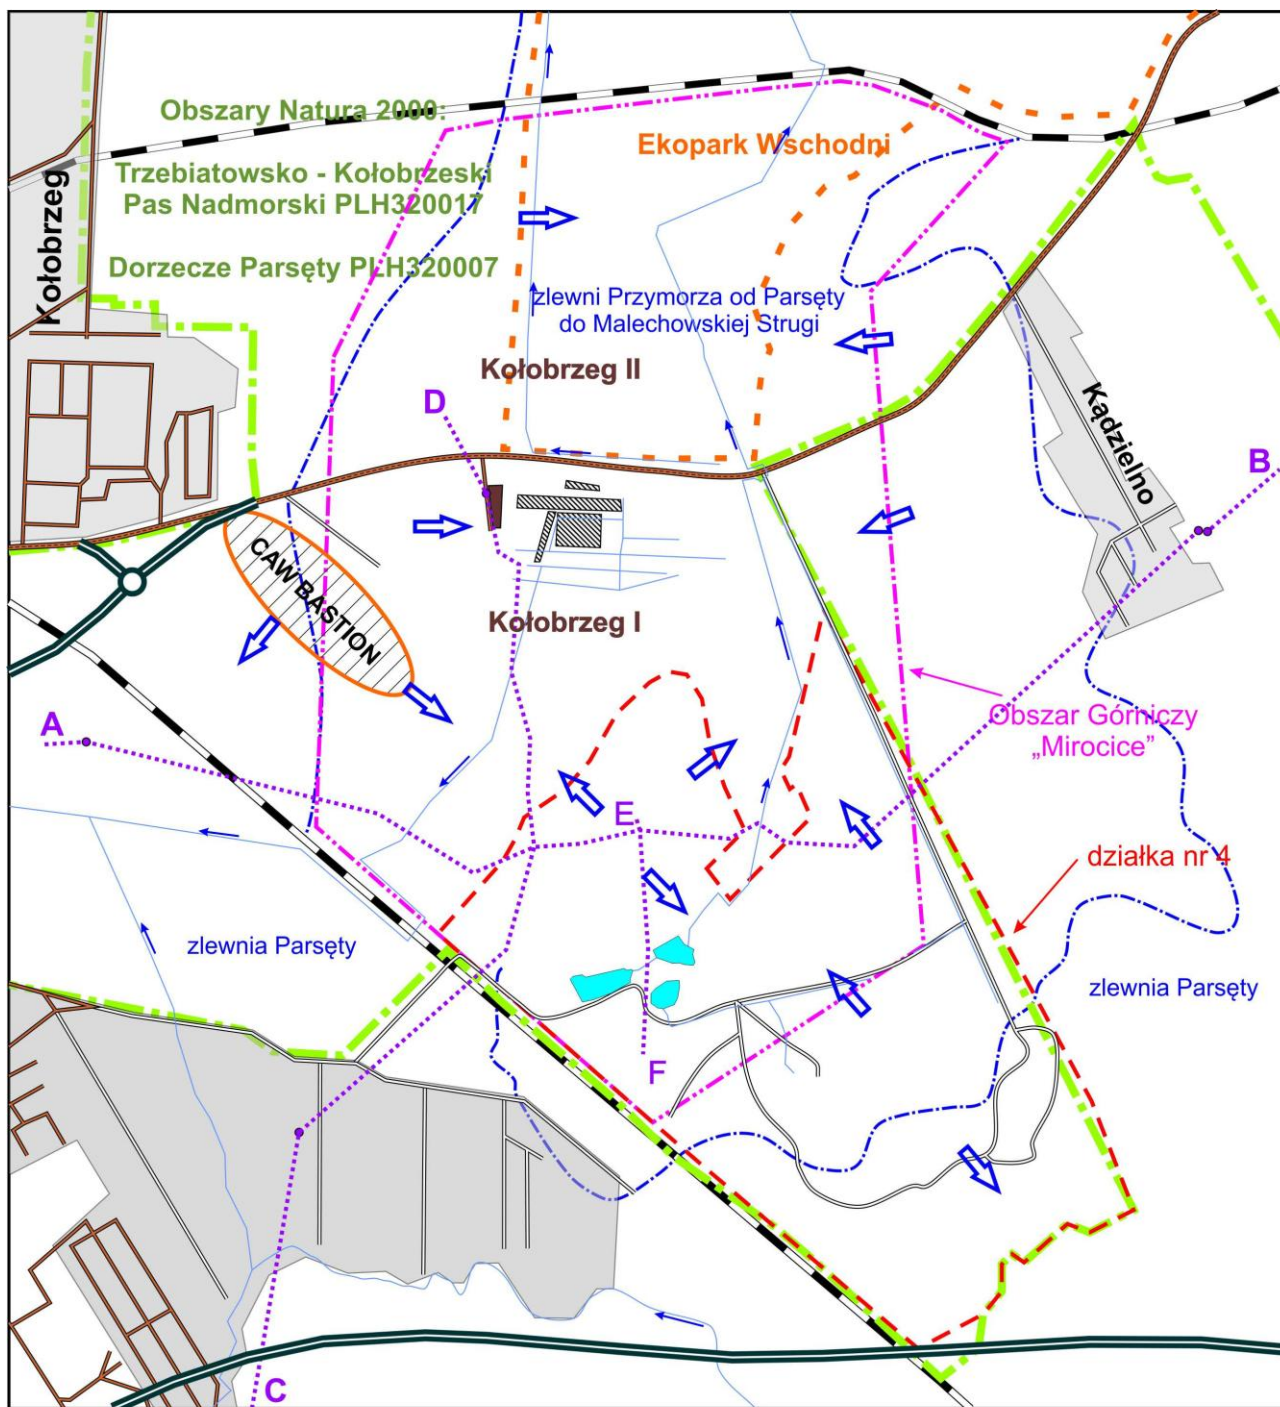 Obszary Natura 2000:
Ekopark Wschodni
Trzebiatowsko - Kołobrzeski
Pas Nadmorski PLH320017
Kołobrzeg
Dorzecze Parsęty PLH320007
zlewni Przymorza od Parsęty
do Malechowskiej Strugi
Kołobrzeg II
D
Kądzielno
B
CAW BASTION
Kołobrzeg I
A
Obszar Górniczy
„Mirocice”
E
działka nr 4
zlewnia Parsęty
zlewnia Parsęty
F
C